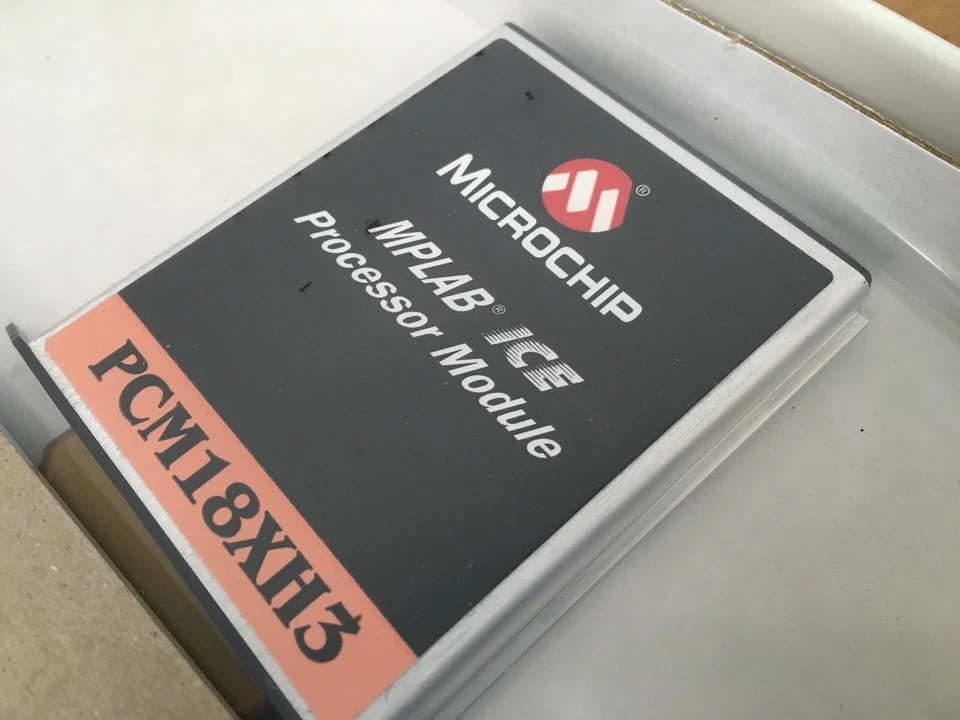 MICROCHIP ®
MPLAB® ICE
Processor Module
PCM18XH3